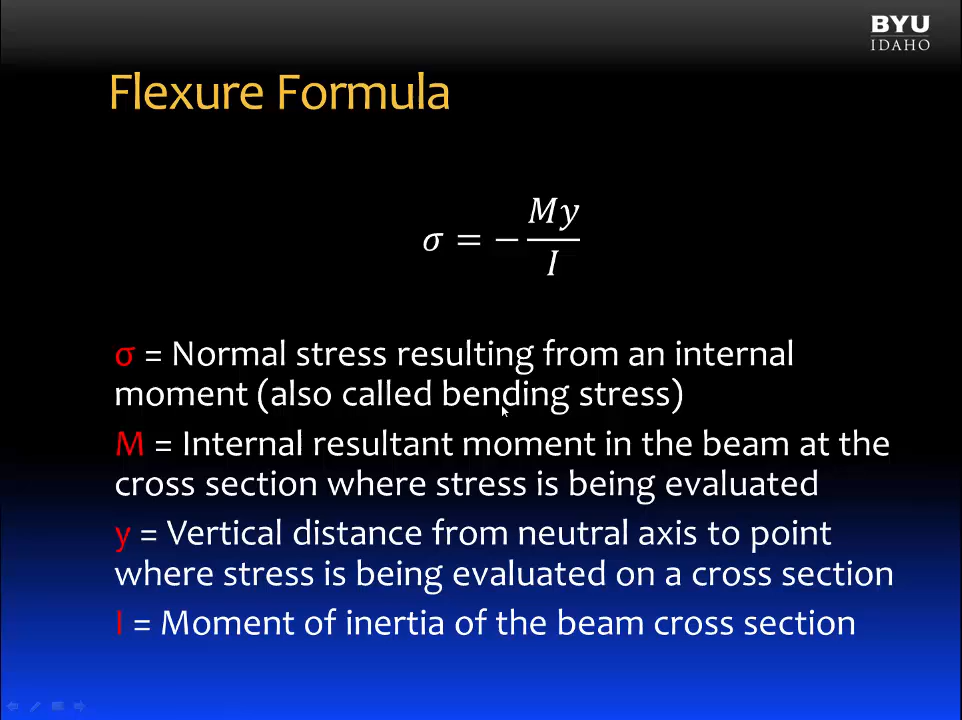 BYU
IDAHO
Flexure Formula
σ = − My / I
σ = Normal stress resulting from an internal
moment (also called bending stress)
M = Internal resultant moment in the beam at the
cross section where stress is being evaluated
y = Vertical distance from neutral axis to point
where stress is being evaluated on a cross section
I = Moment of inertia of the beam cross section